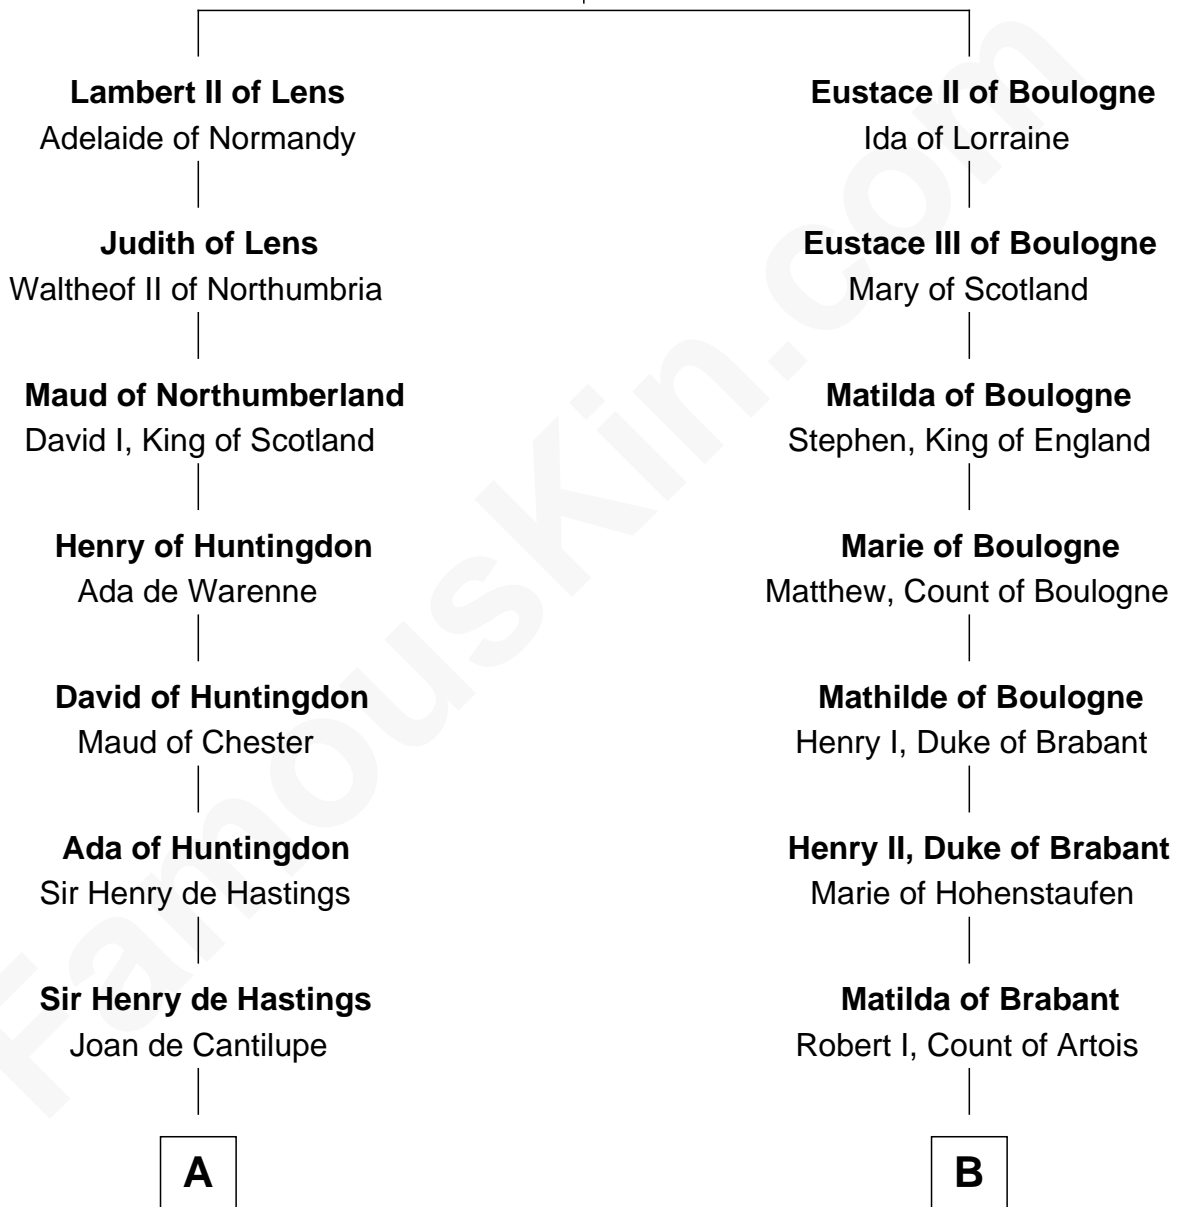 Lambert II of Lens
Adelaide of Normandy
Judith of Lens
Waltheof II of Northumbria
Maud of Northumberland
David I, King of Scotland
Henry of Huntingdon
Ada de Warenne
David of Huntingdon
Maud of Chester
Ada of Huntingdon
Sir Henry de Hastings
Sir Henry de Hastings
Joan de Cantilupe
A
Eustace II of Boulogne
Ida of Lorraine
Eustace III of Boulogne
Mary of Scotland
Matilda of Boulogne
Stephen, King of England
Marie of Boulogne
Matthew, Count of Boulogne
Mathilde of Boulogne
Henry I, Duke of Brabant
Henry II, Duke of Brabant
Marie of Hohenstaufen
Matilda of Brabant
Robert I, Count of Artois
B
FamousKin.com